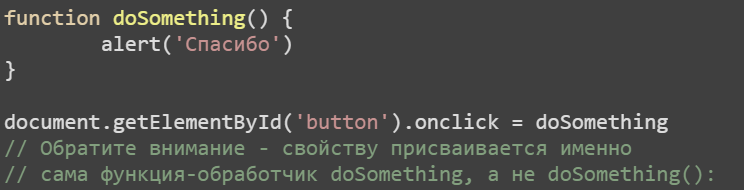 function doSomething() {
        alert('Спасибо')
}

document.getElementById('button').onclick = doSomething
// Обратите внимание - свойству присваивается именно
// сама функция-обработчик doSomething, а не doSomething():